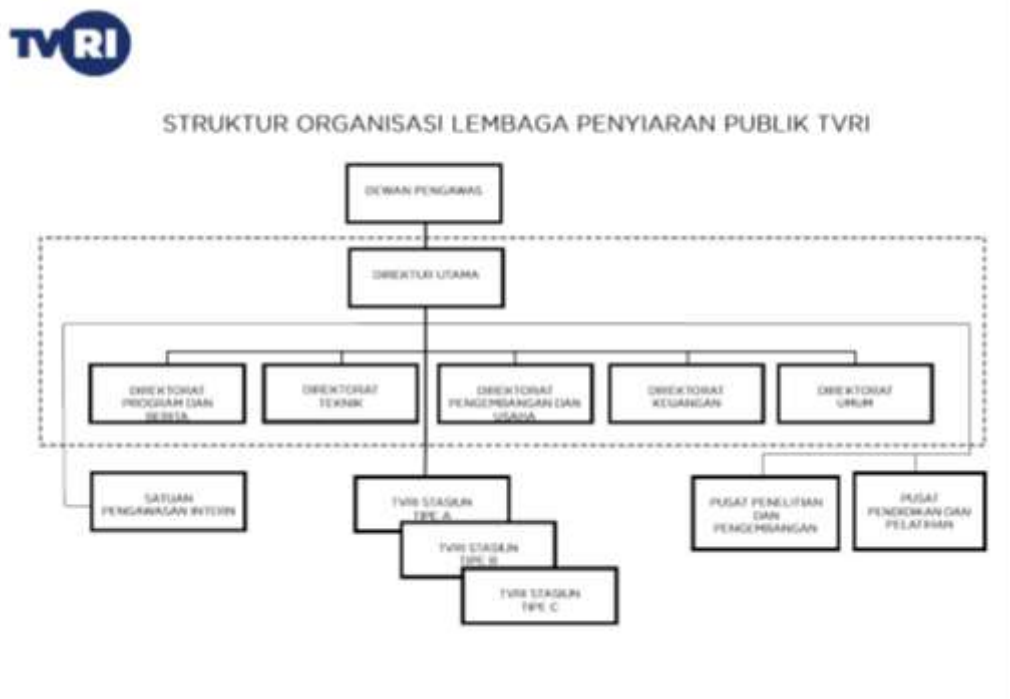 TVRI
STRUKTUR ORGANISASI LEMBAGA PENYIARAN PUBLIK TVRI
DEWAN PENGAWAS
DIREKTUR UTAMA
DIREKTORAT
PROGRAM DAN
BERITA
DIREKTORAT
TEKNIK
DIREKTORAT
PENGEMBANGAN DAN
USAHA
DIREKTORAT
KEUANGAN
DIREKTORAT
UMUM
SATUAN
PENGAWASAN INTERN
TVRI STASIUN
TIPE A
TVRI STASIUN
TIPE B
TVRI STASIUN
TIPE C
PUSAT PENELITIAN
DAN
PENGEMBANGAN
PUSAT
PENDIDIKAN DAN
PELATIHAN